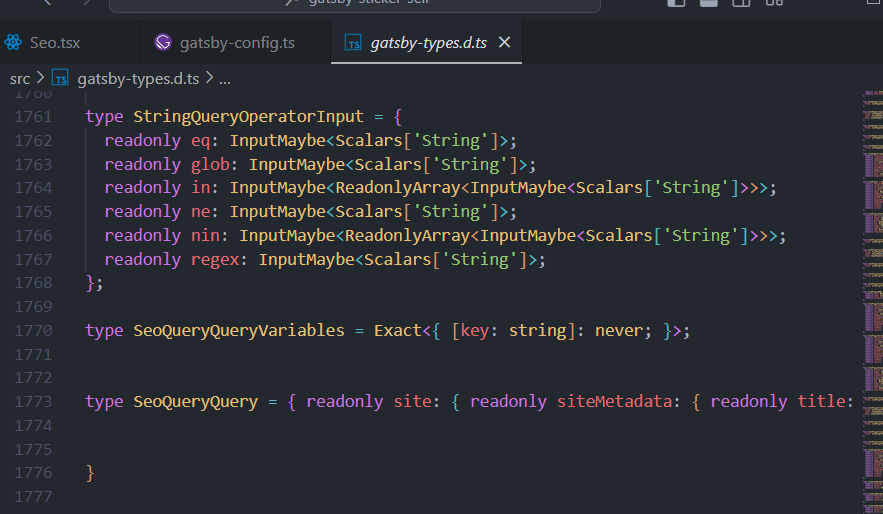 gatsby-sticker-self
Seo.tsx gatsby-config.ts TS gatsby-types.d.ts
src > TS gatsby-types.d.ts > ...
1760
1761 type StringQueryOperatorInput = {
1762 readonly eq: InputMaybe<Scalars['String']>;
1763 readonly glob: InputMaybe<Scalars['String']>;
1764 readonly in: InputMaybe<ReadonlyArray<InputMaybe<Scalars['String']>>>;
1765 readonly ne: InputMaybe<Scalars['String']>;
1766 readonly nin: InputMaybe<ReadonlyArray<InputMaybe<Scalars['String']>>>;
1767 readonly regex: InputMaybe<Scalars['String']>;
1768 };
1769
1770 type SeoQueryQueryVariables = Exact<{ [key: string]: never; }>;
1771
1772
1773 type SeoQueryQuery = { readonly site: { readonly siteMetadata: { readonly title:
1774
1775
1776 }
1777